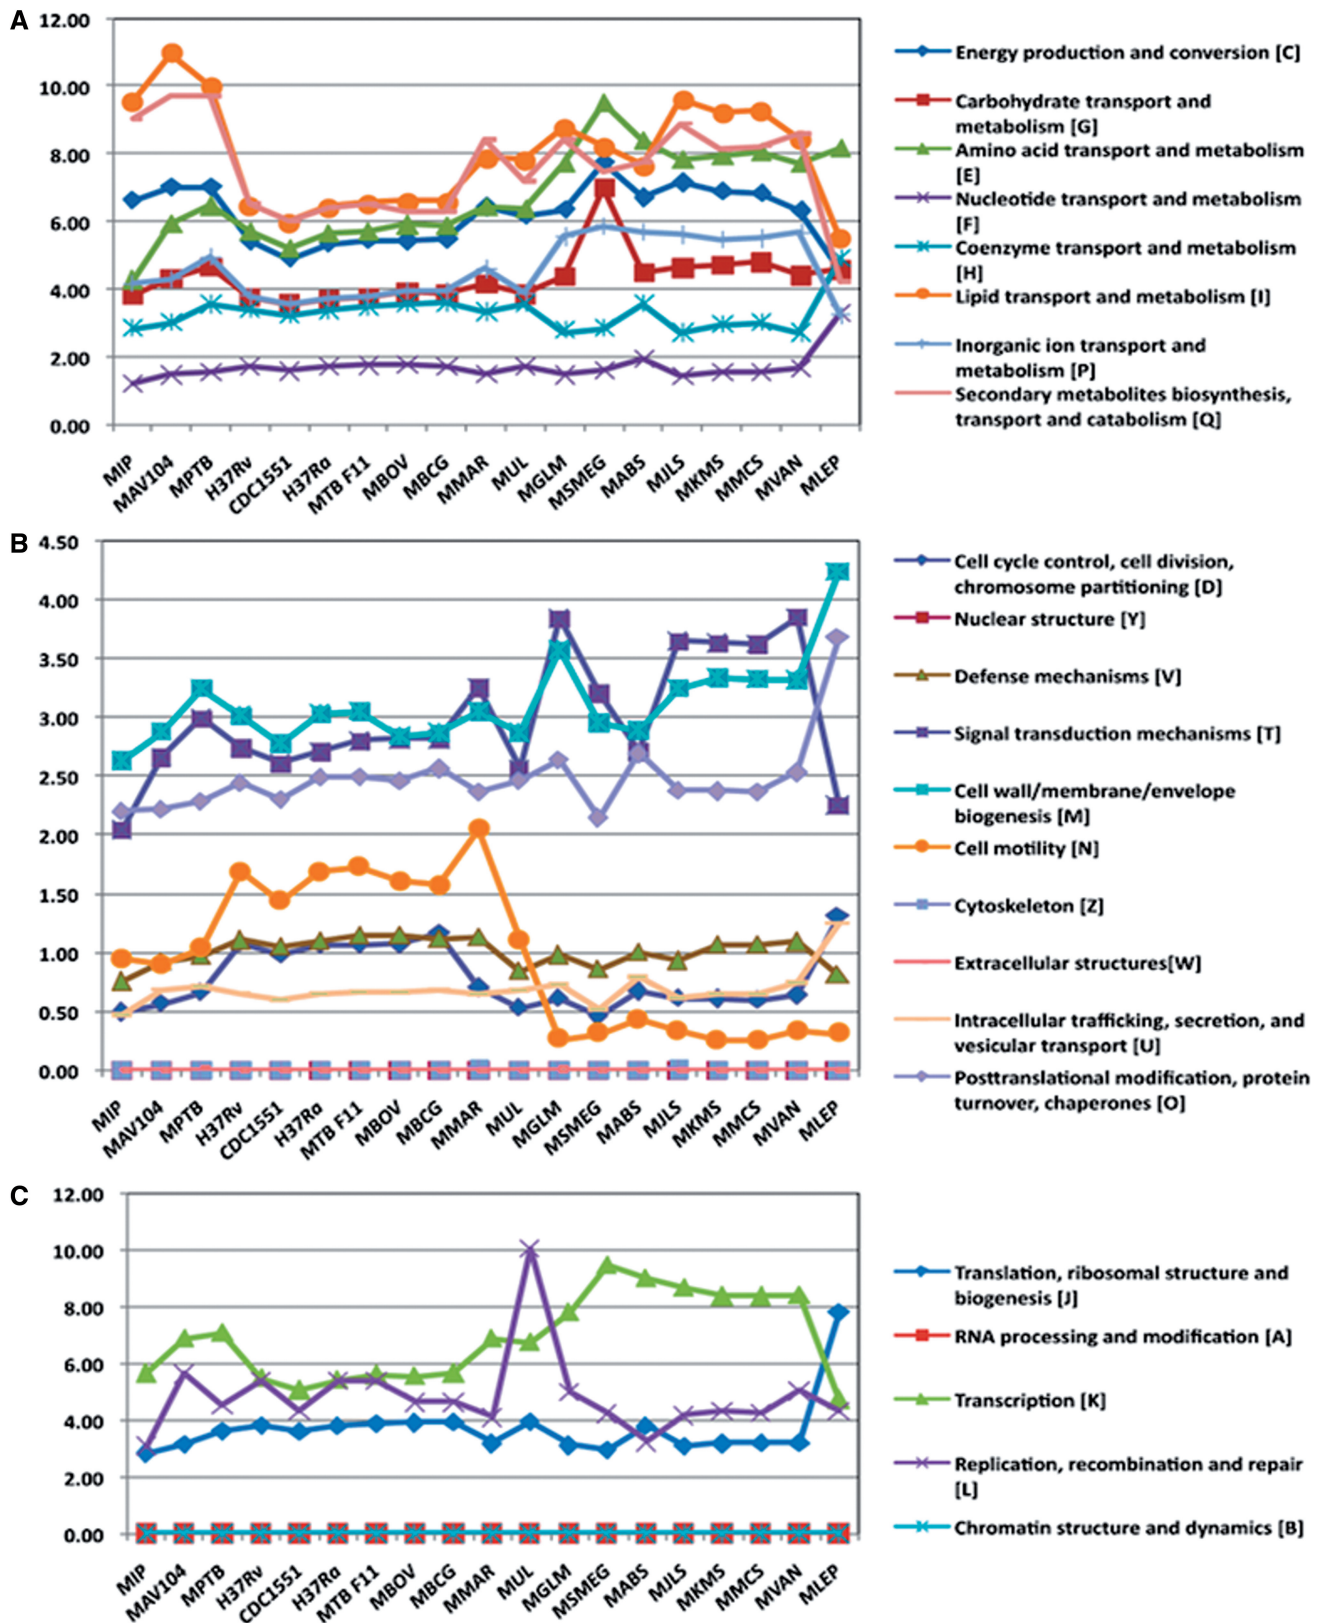 A
12.00
10.00
8.00
6.00
4.00
2.00
0.00
MIP
MAV104
MPTB
H37Rv
CDC1551
H37Ra
MTB F11
MBOV
MBCG
MMAR
MUL
MGLM
MSMEG
MABS
MJLS
MKMS
MMCS
MVAN
MLEP
Energy production and conversion [C]
Carbohydrate transport and
metabolism [G]
Amino acid transport and metabolism
[E]
Nucleotide transport and metabolism
[F]
Coenzyme transport and metabolism
[H]
Lipid transport and metabolism [I]
Inorganic ion transport and
metabolism [P]
Secondary metabolites biosynthesis,
transport and catabolism [Q]
B
4.50
4.00
3.50
3.00
2.50
2.00
1.50
1.00
0.50
0.00
MIP
MAV104
MPTB
H37Rv
CDC1551
H37Ra
MTB F11
MBOV
MBCG
MMAR
MUL
MGLM
MSMEG
MABS
MJLS
MKMS
MMCS
MVAN
MLEP
Cell cycle control, cell division,
chromosome partitioning [D]
Nuclear structure [Y]
Defense mechanisms [V]
Signal transduction mechanisms [T]
Cell wall/membrane/envelope
biogenesis [M]
Cell motility [N]
Cytoskeleton [Z]
Extracellular structures[W]
Intracellular trafficking, secretion, and
vesicular transport [U]
Posttranslational modification, protein
turnover, chaperones [O]
C
12.00
10.00
8.00
6.00
4.00
2.00
0.00
MIP
MAV104
MPTB
H37Rv
CDC1551
H37Ra
MTB F11
MBOV
MBCG
MMAR
MUL
MGLM
MSMEG
MABS
MJLS
MKMS
MMCS
MVAN
MLEP
Translation, ribosomal structure and
biogenesis [J]
RNA processing and modification [A]
Transcription [K]
Replication, recombination and repair
[L]
Chromatin structure and dynamics [B]